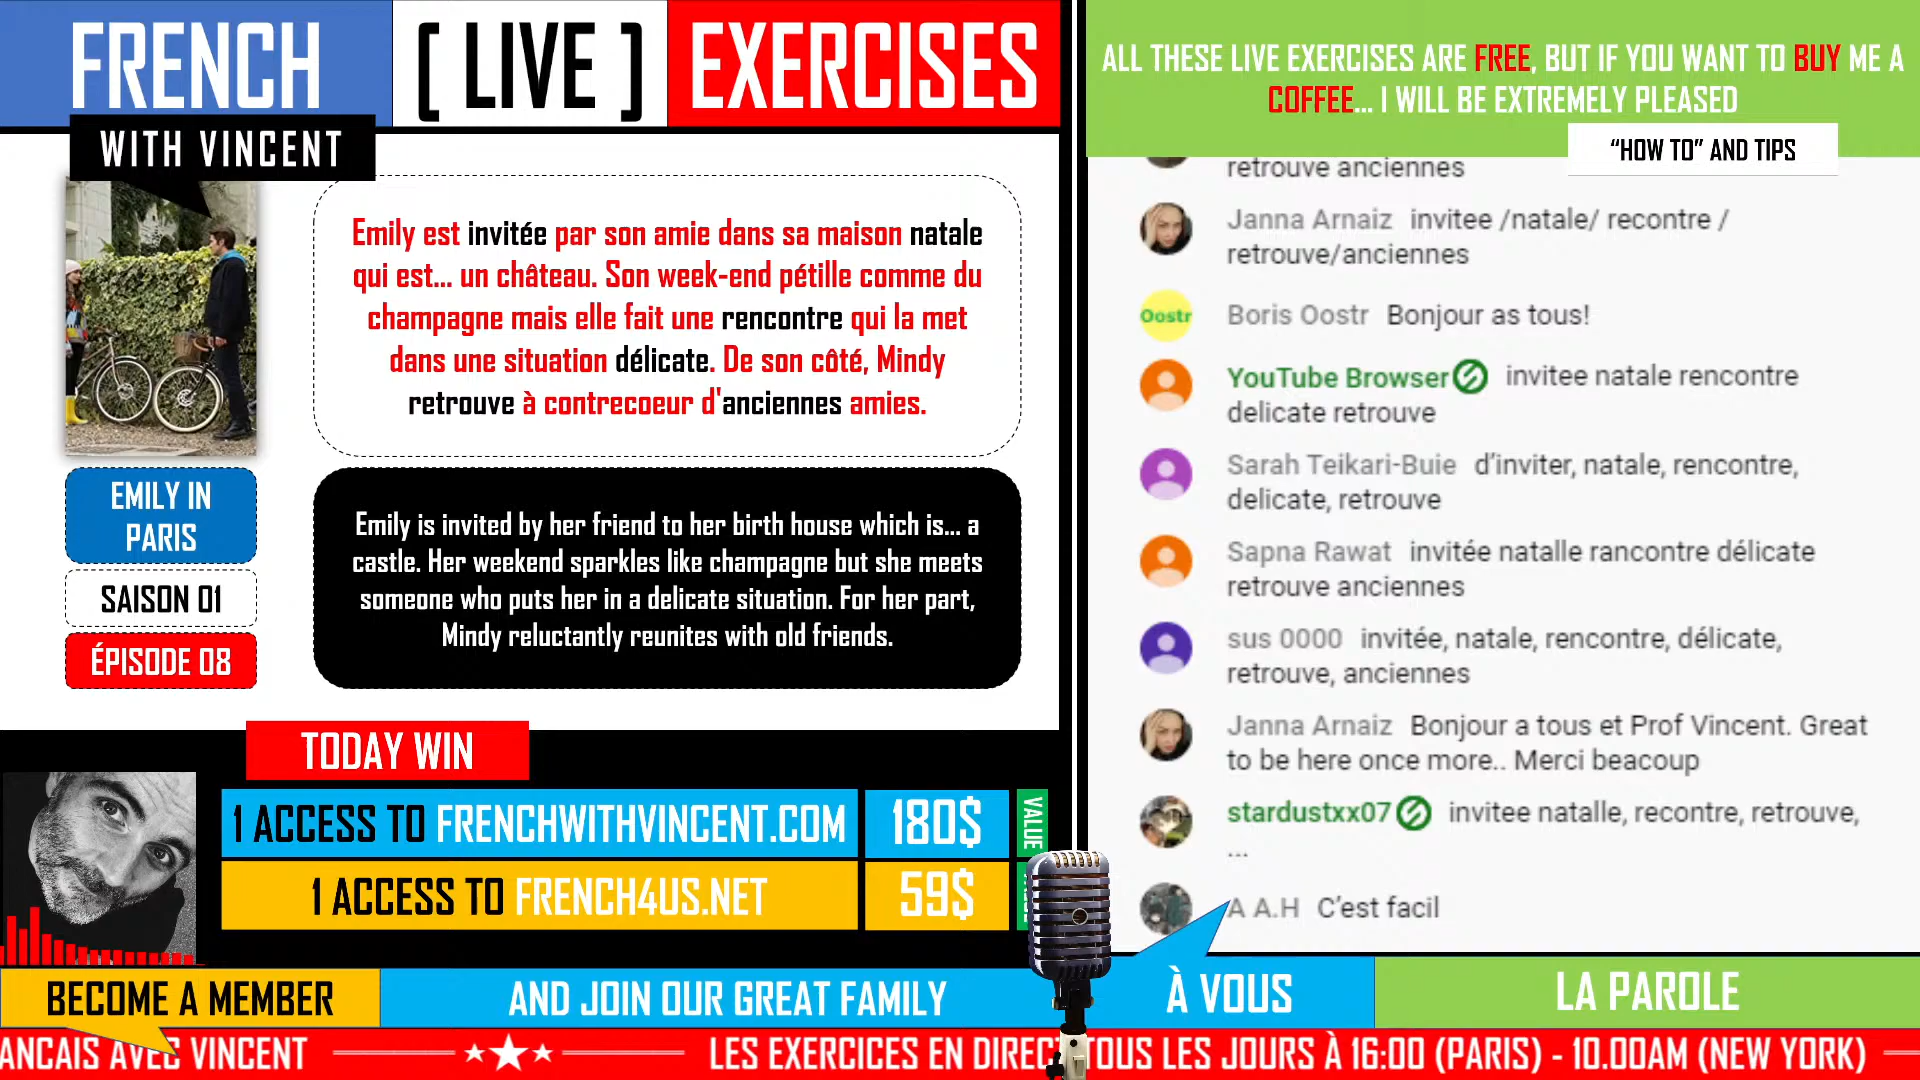 FRENCH
[ LIVE ]
EXERCISES
WITH VINCENT
Emily est invitée par son amie dans sa maison natale
qui est... un château. Son week-end pétille comme du
champagne mais elle fait une rencontre qui la met
dans une situation délicate. De son côté, Mindy
retrouve à contrecoeur d'anciennes amies.
EMILY IN
PARIS
SAISON 01
ÉPISODE 08
Emily is invited by her friend to her birth house which is... a
castle. Her weekend sparkles like champagne but she meets
someone who puts her in a delicate situation. For her part,
Mindy reluctantly reunites with old friends.
TODAY WIN
1 ACCESS TO FRENCHWITHVINCENT.COM
180$
VALUE
1 ACCESS TO FRENCH4US.NET
59$
BECOME A MEMBER
AND JOIN OUR GREAT FAMILY
ALL THESE LIVE EXERCISES ARE FREE, BUT IF YOU WANT TO BUY ME A
COFFEE... I WILL BE EXTREMELY PLEASED
"HOW TO" AND TIPS
retrouve anciennes
Janna Arnaiz invitee /natale/ recontre /
retrouve/anciennes
Oostr
Boris Oostr Bonjour as tous!
YouTube Browser invitee natale rencontre
delicate retrouve
Sarah Teikari-Buie d'inviter, natale, rencontre,
delicate, retrouve
Sapna Rawat invitée natalle rancontre délicate
retrouve anciennes
sus 0000 invitée, natale, rencontre, délicate,
retrouve, anciennes
Janna Arnaiz Bonjour a tous et Prof Vincent. Great
to be here once more.. Merci beacoup
stardustxx07 invitee natalle, recontre, retrouve,
...
A A.H C'est facil
À VOUS
LA PAROLE
ANCAIS AVEC VINCENT
LES EXERCICES EN DIRECT TOUS LES JOURS À 16:00 (PARIS) - 10.00AM (NEW YORK)